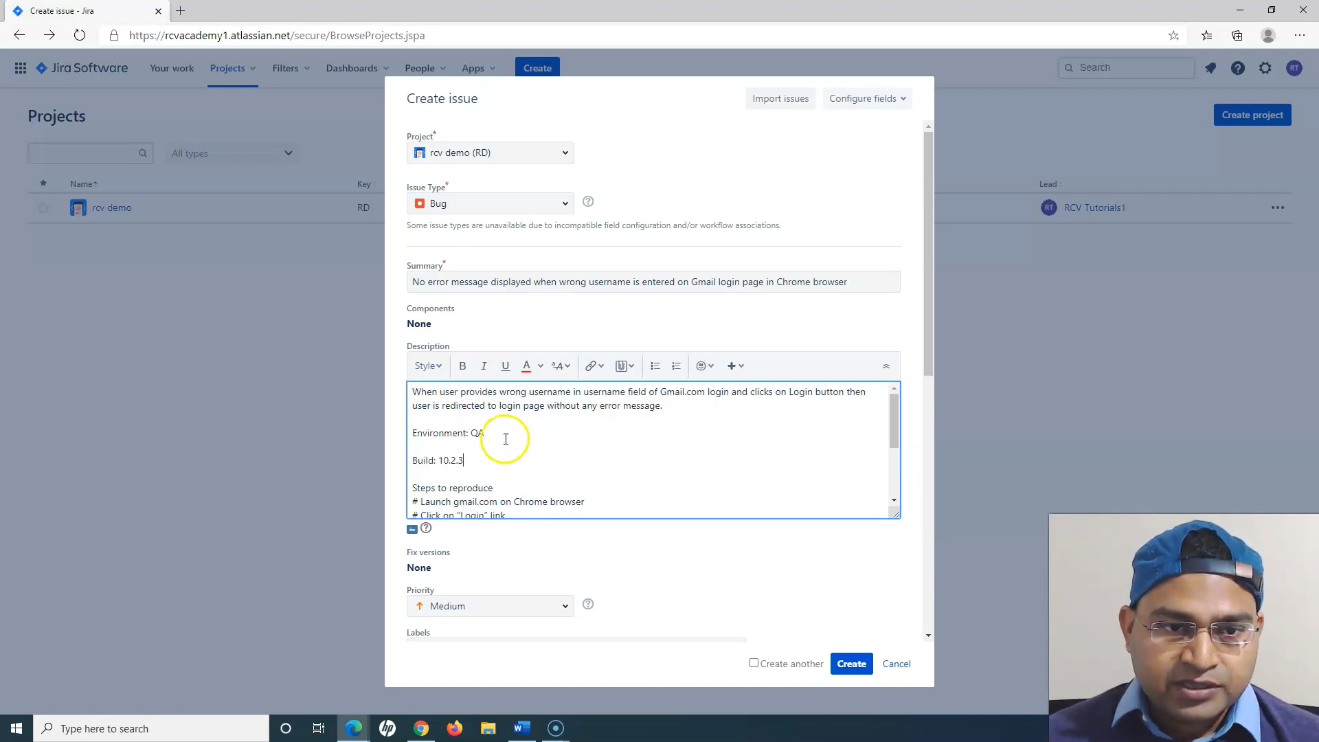 Create issue - Jira
https://rcvacademy1.atlassian.net/secure/BrowseProjects.jspa
Jira Software Your work Projects Filters Dashboards People Apps Create Search RT
Projects
Create project
All types
Name Key Lead
rcv demo RD RCV Tutorials1
RT
Create issue Import issues Configure fields
Project*
rcv demo (RD)
Issue Type*
Bug
Some issue types are unavailable due to incompatible field configuration and/or workflow associations.
Summary*
No error message displayed when wrong username is entered on Gmail login page in Chrome browser
Components
None
Description
Style B I U A
When user provides wrong username in username field of Gmail.com login and clicks on Login button then
user is redirected to login page without any error message.
Environment: QA
Build: 10.2.3
Steps to reproduce
# Launch gmail.com on Chrome browser
# Click on "Login" link
Fix versions
None
Priority
Medium
Labels
Create another Create Cancel
Type here to search